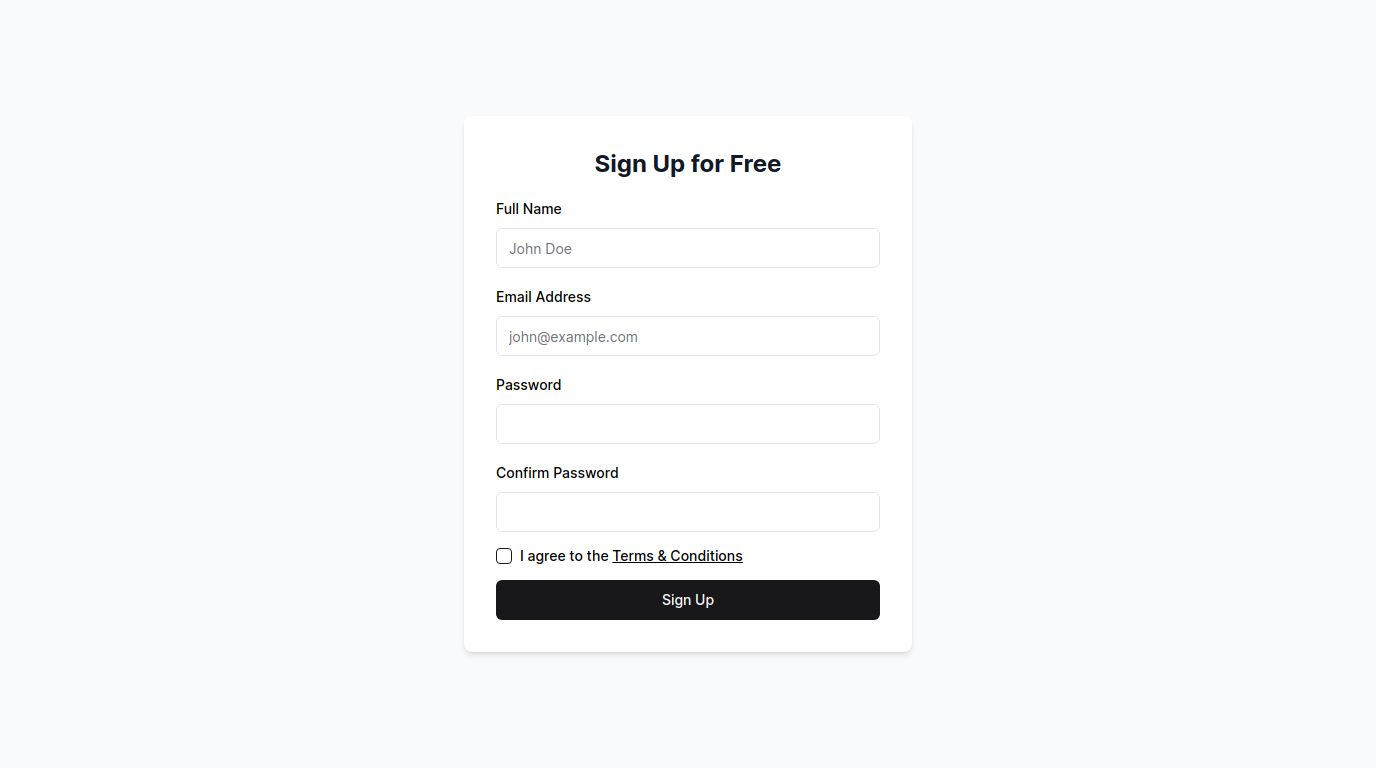 Sign Up for Free
Full Name
John Doe
Email Address
john@example.com
Password
Confirm Password
I agree to the Terms & Conditions
Sign Up